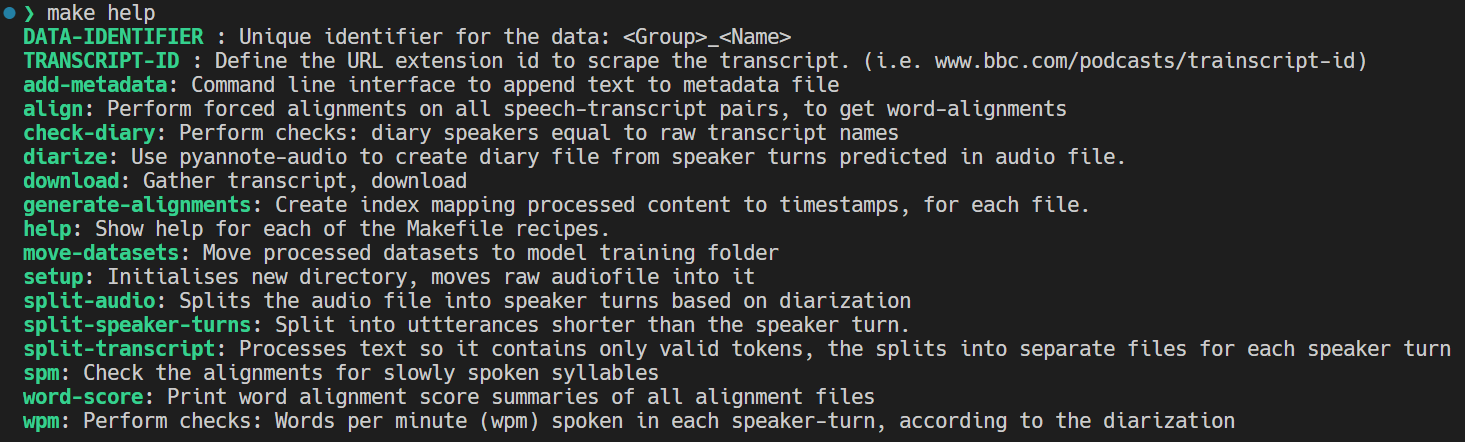 ❯ make help
DATA-IDENTIFIER : Unique identifier for the data: <Group>_<Name>
TRANSCRIPT-ID : Define the URL extension id to scrape the transcript. (i.e. www.bbc.com/podcasts/trainscript-id)
add-metadata: Command line interface to append text to metadata file
align: Perform forced alignments on all speech-transcript pairs, to get word-alignments
check-diary: Perform checks: diary speakers equal to raw transcript names
diarize: Use pyannote-audio to create diary file from speaker turns predicted in audio file.
download: Gather transcript, download
generate-alignments: Create index mapping processed content to timestamps, for each file.
help: Show help for each of the Makefile recipes.
move-datasets: Move processed datasets to model training folder
setup: Initialises new directory, moves raw audiofile into it
split-audio: Splits the audio file into speaker turns based on diarization
split-speaker-turns: Split into uttterances shorter than the speaker turn.
split-transcript: Processes text so it contains only valid tokens, the splits into separate files for each speaker turn
spm: Check the alignments for slowly spoken syllables
word-score: Print word alignment score summaries of all alignment files
wpm: Perform checks: Words per minute (wpm) spoken in each speaker-turn, according to the diarization